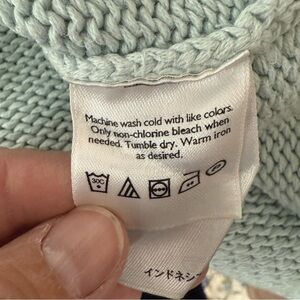 Machine wash cold with like colors.
Only non-chlorine bleach when
needed. Tumble dry. Warm iron
as desired.
30C
インドネシ